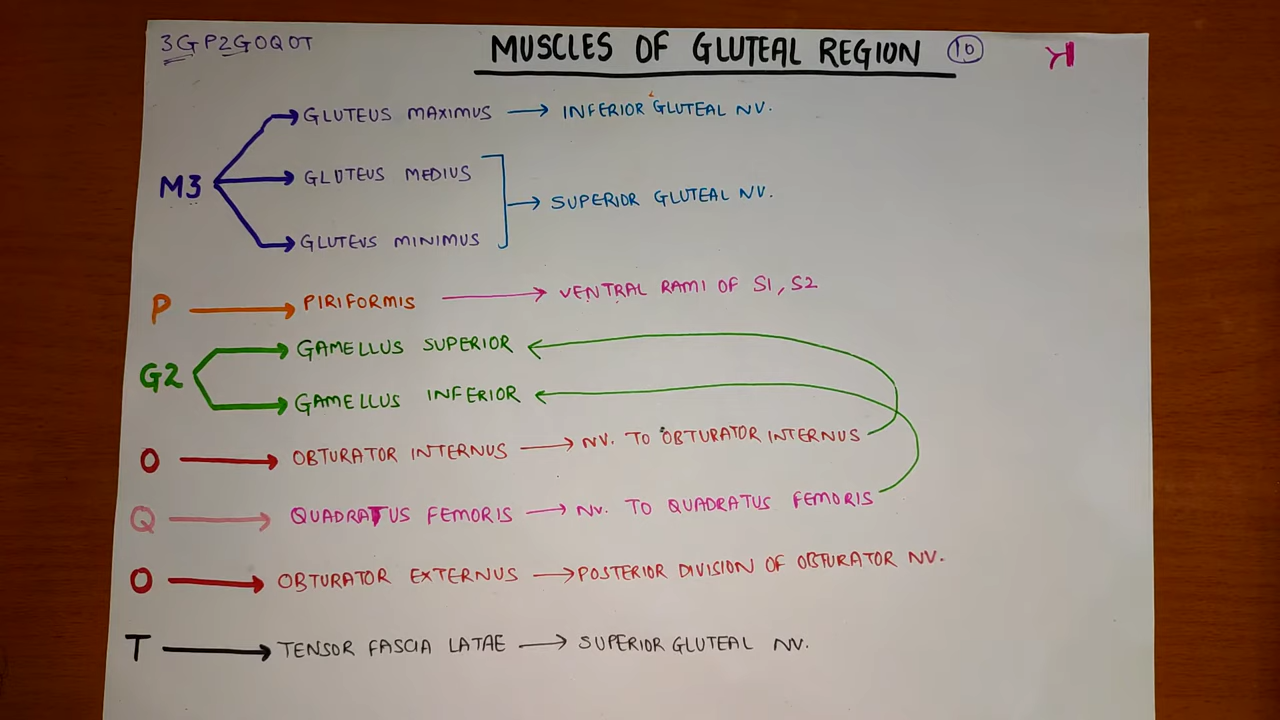 3GP2GOQOT
MUSCLES OF GLUTEAL REGION 10
GLUTEUS MAXIMUS → INFERIOR GLUTEAL NV.
M3 GLUTEUS MEDIUS
SUPERIOR GLUTEAL NV.
GLUTEUS MINIMUS
P → PIRIFORMIS → VENTRAL RAMI OF S1, S2
G2 GAMELLUS SUPERIOR
GAMELLUS INFERIOR
O → OBTURATOR INTERNUS → NV. TO OBTURATOR INTERNUS
Q → QUADRATUS FEMORIS → NV. TO QUADRATUS FEMORIS
O → OBTURATOR EXTERNUS → POSTERIOR DIVISION OF OBTURATOR NV.
T → TENSOR FASCIA LATAE → SUPERIOR GLUTEAL NV.